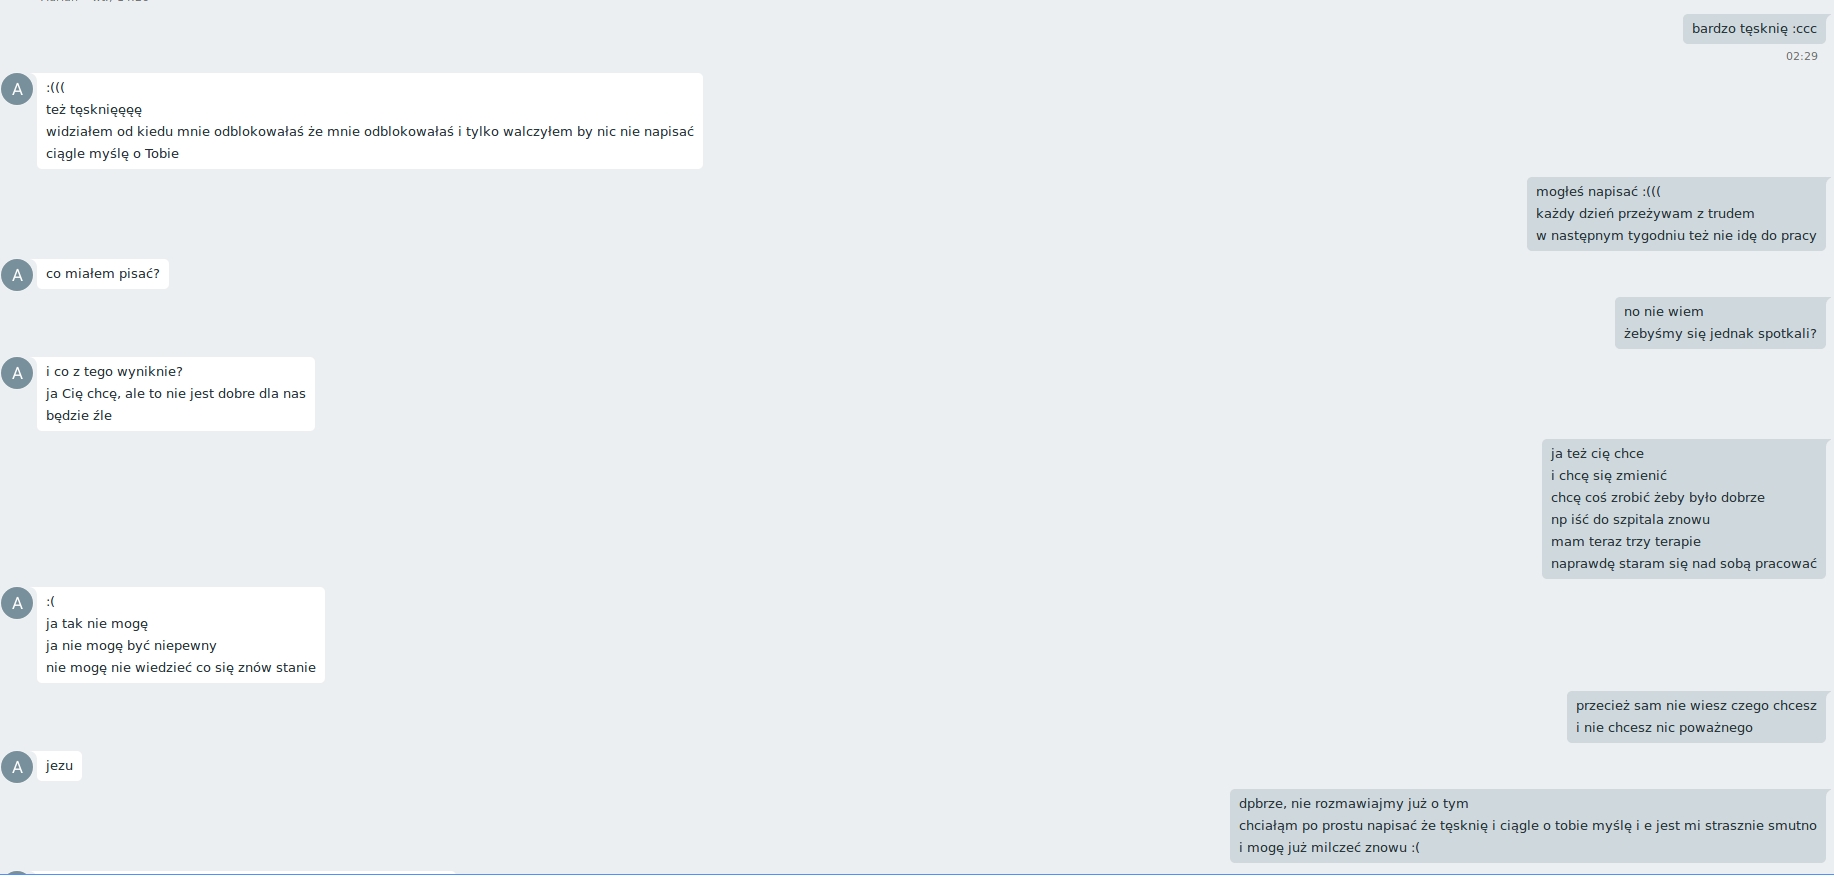 bardzo tęsknię :ccc
02:29
A
:(((
też tęsknięęęę
widziałem od kiedu mnie odblokowałaś że mnie odblokowałaś i tylko walczyłem by nic nie napisać
ciągle myślę o Tobie
mogłeś napisać :(((
każdy dzień przeżywam z trudem
w następnym tygodniu też nie idę do pracy
A
co miałem pisać?
no nie wiem
żebyśmy się jednak spotkali?
A
i co z tego wyniknie?
ja Cię chcę, ale to nie jest dobre dla nas
będzie źle
ja też cię chce
i chcę się zmienić
chcę coś zrobić żeby było dobrze
np iść do szpitala znowu
mam teraz trzy terapie
naprawdę staram się nad sobą pracować
A
:(
ja tak nie mogę
ja nie mogę być niepewny
nie mogę nie wiedzieć co się znów stanie
przecież sam nie wiesz czego chcesz
i nie chcesz nic poważnego
A
jezu
dpbrze, nie rozmawiajmy już o tym
chciałąm po prostu napisać że tęsknię i ciągle o tobie myślę i e jest mi strasznie smutno
i mogę już milczeć znowu :(